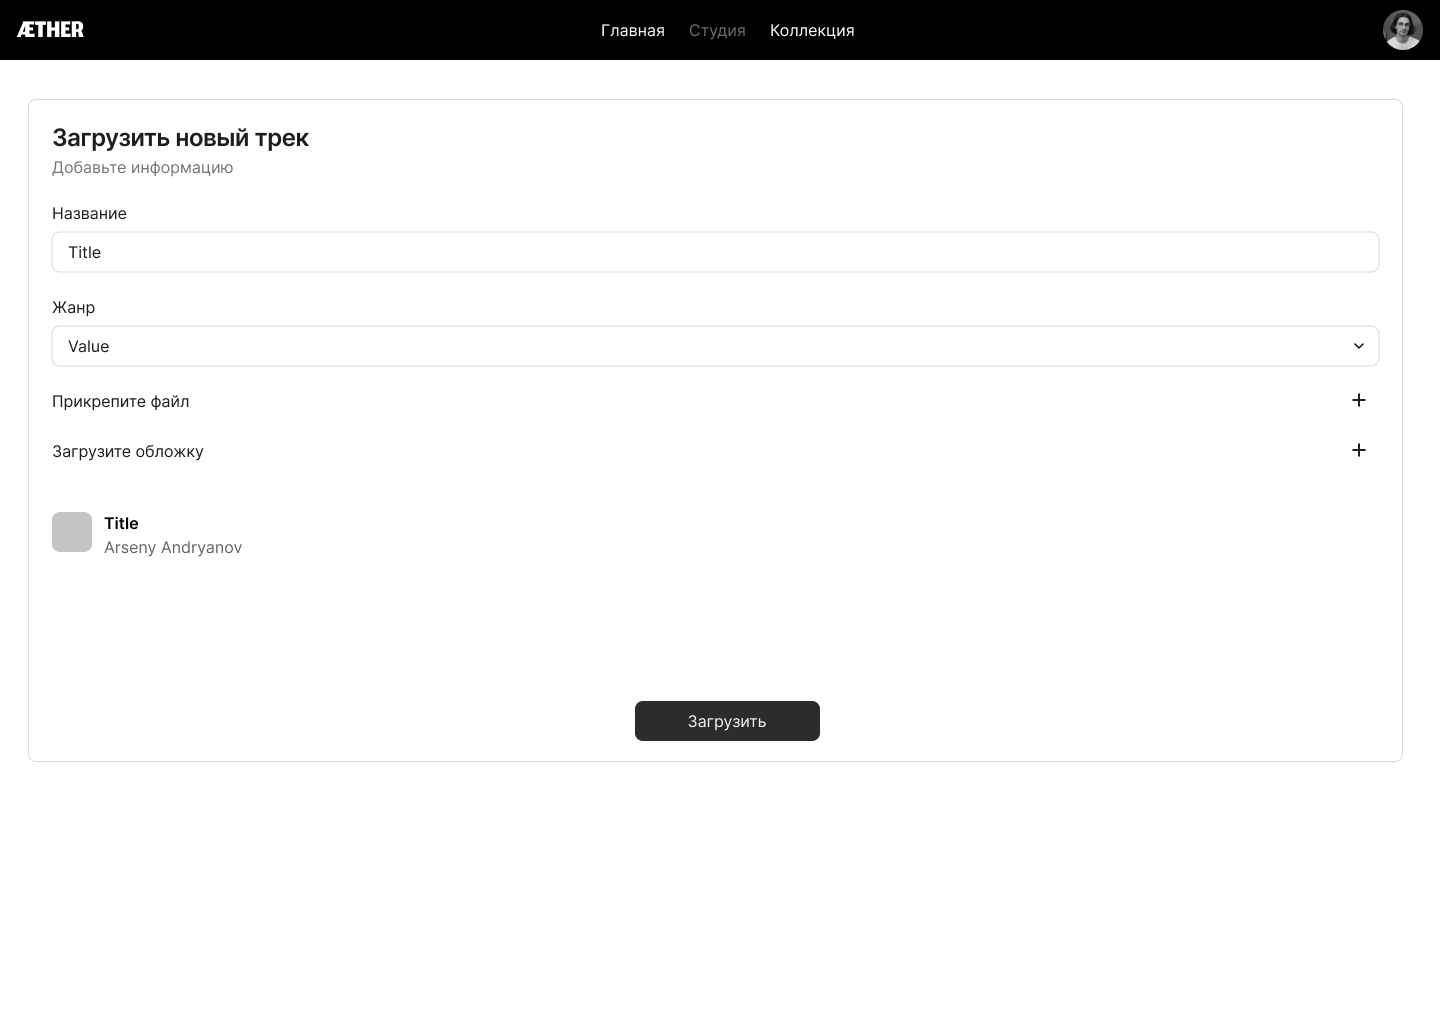 ÆTHER
Главная Студия Коллекция
Загрузить новый трек
Добавьте информацию
Название
Title
Жанр
Value
Прикрепите файл
Загрузите обложку
Title
Arseny Andryanov
Загрузить